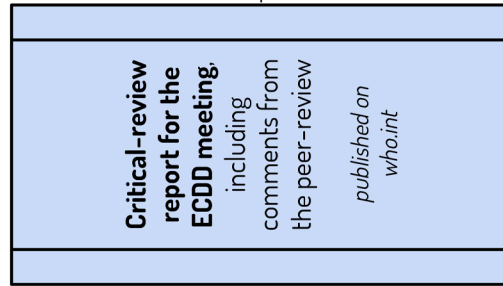 Critical-review
report for the
ECDD meeting,
including
comments from
the peer-review
published on
who.int